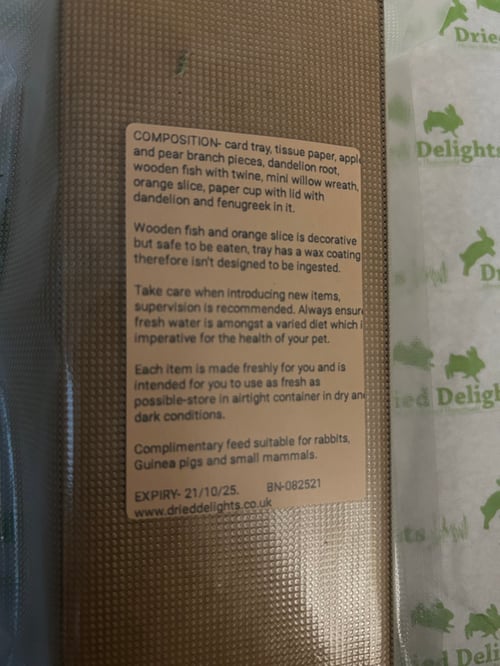 COMPOSITION- card tray, tissue paper, apple
and pear branch pieces, dandelion root,
wooden fish with twine, mini willow wreath,
orange slice, paper cup with lid with
dandelion and fenugreek in it.
Wooden fish and orange slice is decorative
but safe to be eaten, tray has a wax coating
therefore isn't designed to be ingested.
Take care when introducing new items,
supervision is recommended. Always ensure
fresh water is amongst a varied diet which i
imperative for the health of your pet.
Each item is made freshly for you and is
intended for you to use as fresh as
possible-store in airtight container in dry and
dark conditions.
Complimentary feed suitable for rabbits,
Guinea pigs and small mammals.
EXPIRY- 21/10/25. BN-082521
www.drieddelights.co.uk
Drie
Delights
D
ied Deligh
ts
ied Deli